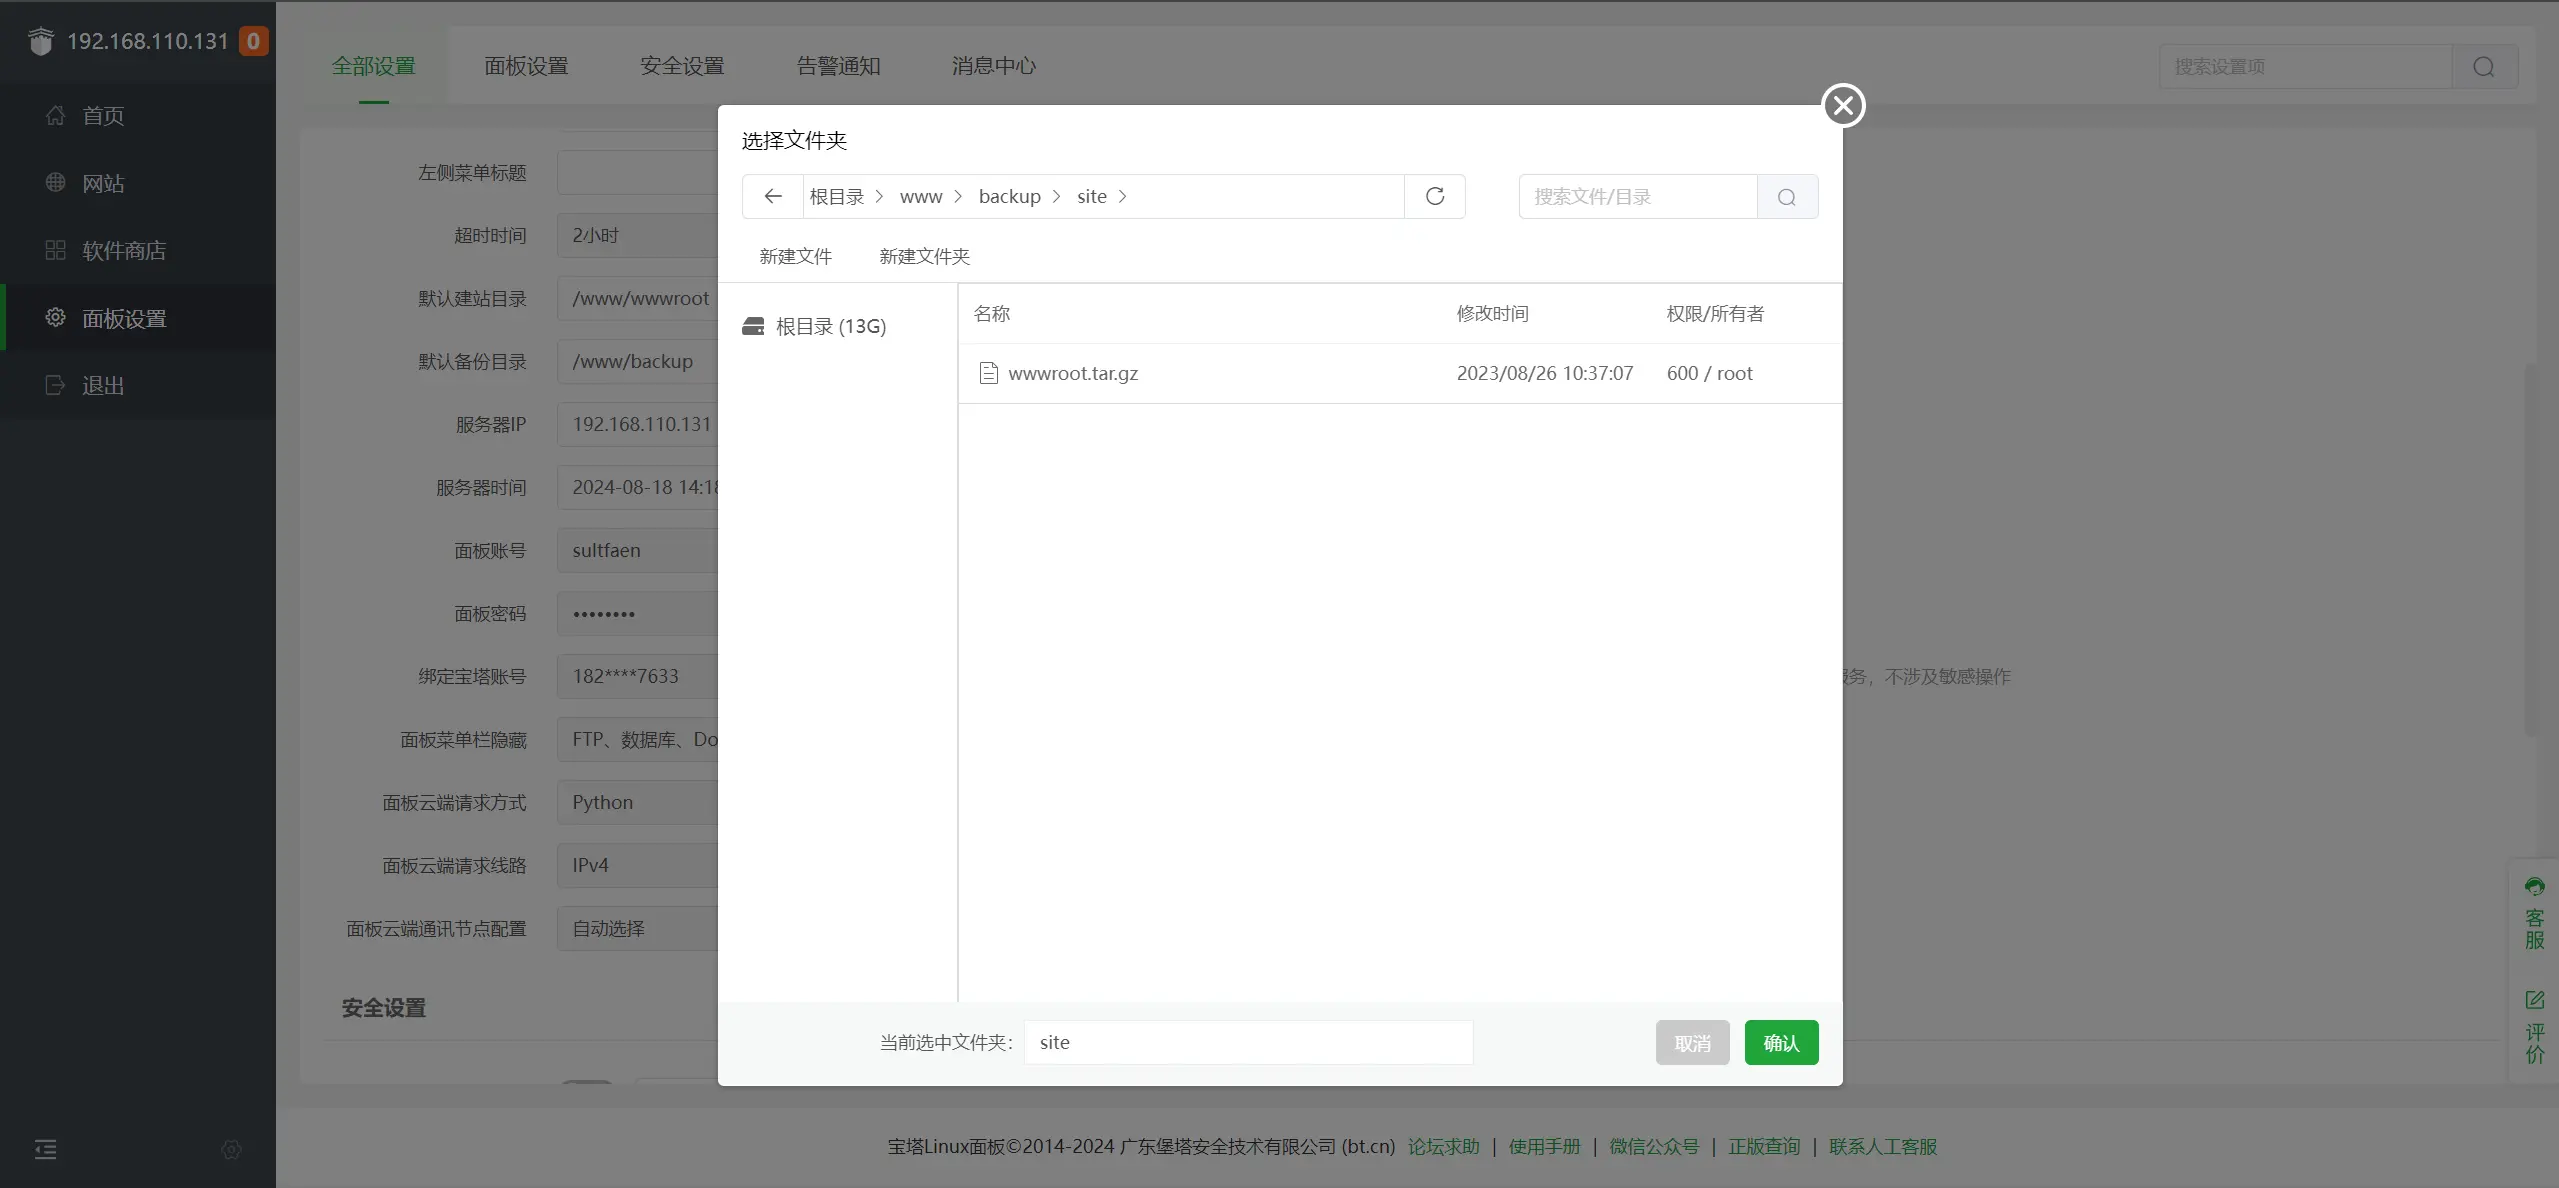 192.168.110.131 0
首页
网站
软件商店
面板设置
退出
全部设置 面板设置 安全设置 告警通知 消息中心 搜索设置项
左侧菜单标题
超时时间 2小时
默认建站目录 /www/wwwroot
默认备份目录 /www/backup
服务器IP 192.168.110.131
服务器时间 2024-08-18 14:18
面板账号 sultfaen
面板密码 ••••••••
绑定宝塔账号 182****7633
务，不涉及敏感操作
面板菜单栏隐藏 FTP、数据库、Do
面板云端请求方式 Python
面板云端请求线路 IPv4
面板云端通讯节点配置 自动选择
安全设置
选择文件夹
根目录 > www > backup > site > 搜索文件/目录
新建文件 新建文件夹
根目录 (13G)
名称 修改时间 权限/所有者
wwwroot.tar.gz 2023/08/26 10:37:07 600 / root
当前选中文件夹： site 取消 确认
客服
评价
宝塔Linux面板©2014-2024 广东堡塔安全技术有限公司 (bt.cn) 论坛求助 | 使用手册 | 微信公众号 | 正版查询 | 联系人工客服